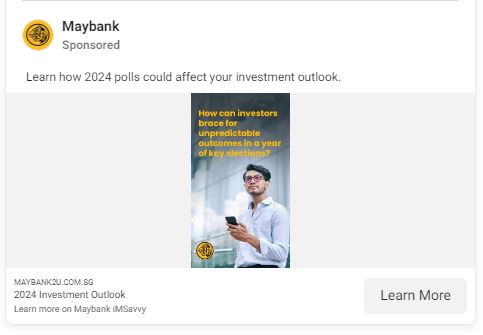 Maybank
Sponsored
Learn how 2024 polls could affect your investment outlook.
How can investors
brace for
unpredictable
outcomes in a year
of key elections?
MAYBANK2U.COM.SG
2024 Investment Outlook
Learn more on Maybank iMSavvy
Learn More